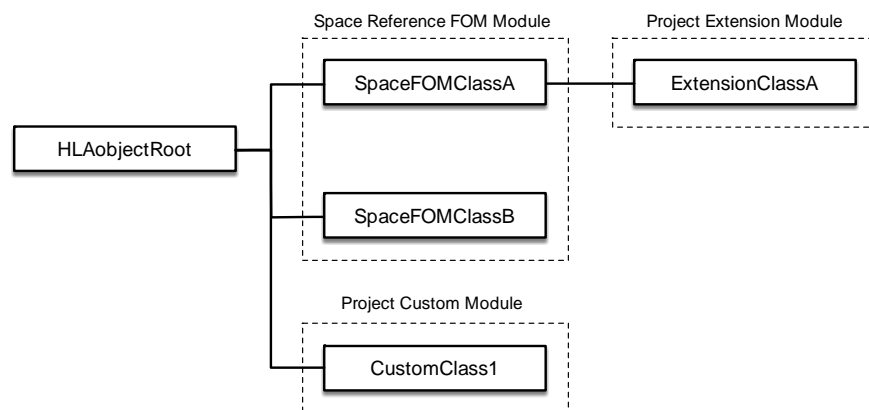 Space Reference FOM Module
Project Extension Module
SpaceFOMClassA
ExtensionClassA
HLAobjectRoot
SpaceFOMClassB
Project Custom Module
CustomClass1